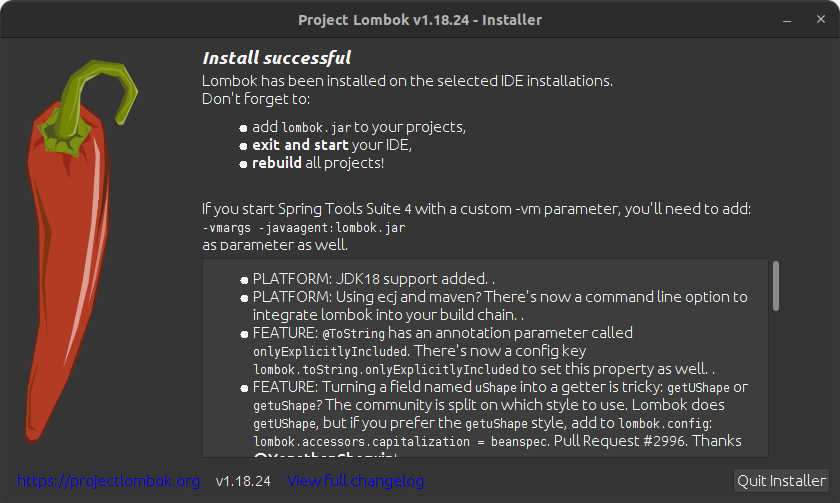 Project Lombok v1.18.24 - Installer
Install successful
Lombok has been installed on the selected IDE installations.
Don't forget to:
add lombok.jar to your projects,
exit and start your IDE,
rebuild all projects!
If you start Spring Tools Suite 4 with a custom -vm parameter, you'll need to add:
-vmargs -javaagent:lombok.jar
as parameter as well.
PLATFORM: JDK18 support added. .
PLATFORM: Using ecj and maven? There's now a command line option to
integrate lombok into your build chain. .
FEATURE: @ToString has an annotation parameter called
onlyExplicitlyIncluded. There's now a config key
lombok.toString.onlyExplicitlyIncluded to set this property as well. .
FEATURE: Turning a field named uShape into a getter is tricky: getUShape or
getuShape? The community is split on which style to use. Lombok does
getUShape, but if you prefer the getuShape style, add to lombok.config:
lombok.accessors.capitalization = beanspec. Pull Request #2996. Thanks
https://projectlombok.org v1.18.24 View full changelog Quit Installer